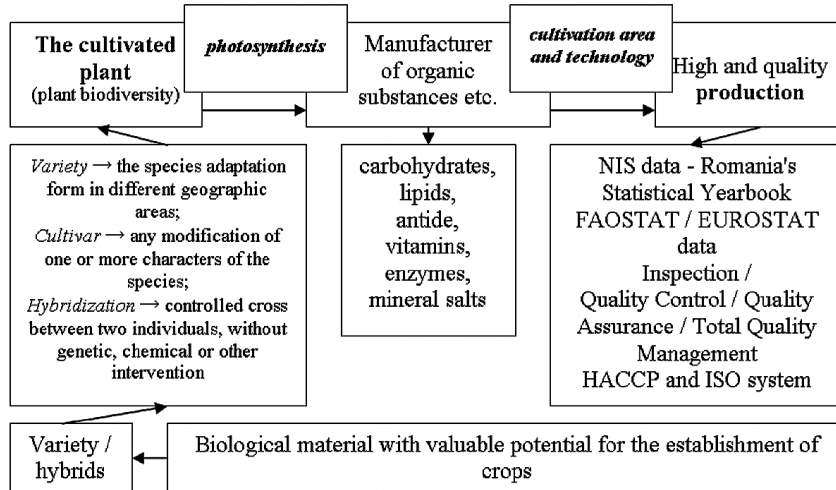 The cultivated
plant
(plant biodiversity)
photosynthesis
Manufacturer
of organic
substances etc.
cultivation area
and technology
High and quality
production
Variety → the species adaptation
form in different geographic
areas;
Cultivar → any modification of
one or more characters of the
species;
Hybridization → controlled cross
between two individuals, without
genetic, chemical or other
intervention
carbohydrates,
lipids,
antide,
vitamins,
enzymes,
mineral salts
NIS data - Romania's
Statistical Yearbook
FAOSTAT / EUROSTAT
data
Inspection /
Quality Control / Quality
Assurance / Total Quality
Management
HACCP and ISO system
Variety /
hybrids
Biological material with valuable potential for the establishment of
crops